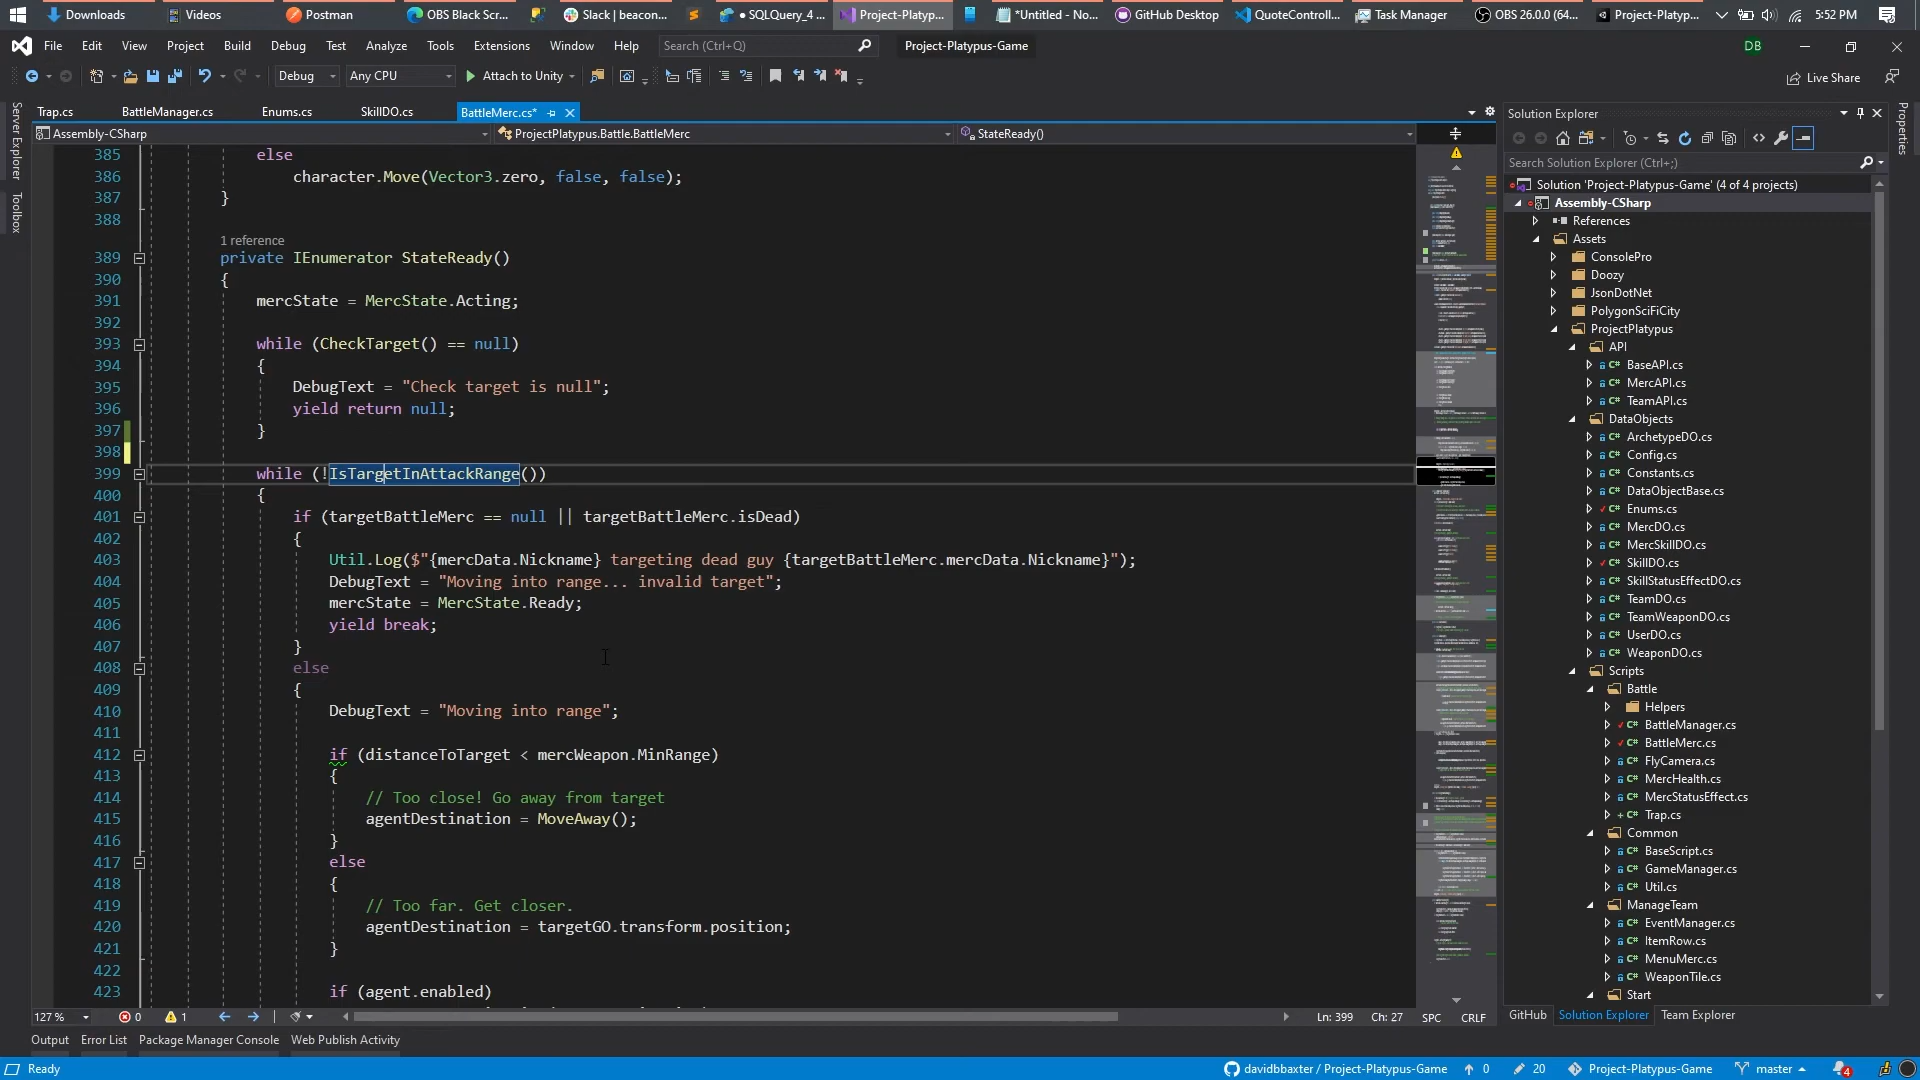 Downloads
Videos
Postman
OBS Black Scr...
Slack | beacon...
SQLQuery_4 ...
Project-Platyp...
*Untitled - No...
GitHub Desktop
QuoteControll...
Task Manager
OBS 26.0.0 (64...
Project-Platyp...
5:52 PM
File Edit View Project Build Debug Test Analyze Tools Extensions Window Help
Search (Ctrl+Q)
Project-Platypus-Game
DB
Debug
Any CPU
Attach to Unity
Live Share
Server Explorer
Toolbox
Trap.cs
BattleManager.cs
Enums.cs
SkillDO.cs
BattleMerc.cs*
Assembly-CSharp
ProjectPlatypus.Battle.BattleMerc
StateReady()
385 else
386 character.Move(Vector3.zero, false, false);
387 }
388
1 reference
389 private IEnumerator StateReady()
390 {
391 mercState = MercState.Acting;
392
393 while (CheckTarget() == null)
394 {
395 DebugText = "Check target is null";
396 yield return null;
397 }
398
399 while (!IsTargetInAttackRange())
400 {
401 if (targetBattleMerc == null || targetBattleMerc.isDead)
402 {
403 Util.Log($"{mercData.Nickname} targeting dead guy {targetBattleMerc.mercData.Nickname}");
404 DebugText = "Moving into range... invalid target";
405 mercState = MercState.Ready;
406 yield break;
407 }
408 else
409 {
410 DebugText = "Moving into range";
411
412 if (distanceToTarget < mercWeapon.MinRange)
413 {
414 // Too close! Go away from target
415 agentDestination = MoveAway();
416 }
417 else
418 {
419 // Too far. Get closer.
420 agentDestination = targetGO.transform.position;
421 }
422
423 if (agent.enabled)
127 %
0
1
Ln: 399
Ch: 27
SPC
CRLF
Solution Explorer
Properties
Search Solution Explorer (Ctrl+;)
Solution 'Project-Platypus-Game' (4 of 4 projects)
Assembly-CSharp
References
Assets
ConsolePro
Doozy
JsonDotNet
PolygonSciFiCity
ProjectPlatypus
API
C# BaseAPI.cs
C# MercAPI.cs
C# TeamAPI.cs
DataObjects
C# ArchetypeDO.cs
C# Config.cs
C# Constants.cs
C# DataObjectBase.cs
C# Enums.cs
C# MercDO.cs
C# MercSkillDO.cs
C# SkillDO.cs
C# SkillStatusEffectDO.cs
C# TeamDO.cs
C# TeamWeaponDO.cs
C# UserDO.cs
C# WeaponDO.cs
Scripts
Battle
Helpers
C# BattleManager.cs
C# BattleMerc.cs
C# FlyCamera.cs
C# MercHealth.cs
C# MercStatusEffect.cs
+ C# Trap.cs
Common
C# BaseScript.cs
C# GameManager.cs
C# Util.cs
ManageTeam
C# EventManager.cs
C# ItemRow.cs
C# MenuMerc.cs
C# WeaponTile.cs
Start
GitHub
Solution Explorer
Team Explorer
Output
Error List
Package Manager Console
Web Publish Activity
Ready
davidbbaxter / Project-Platypus-Game
0
20
Project-Platypus-Game
master
4